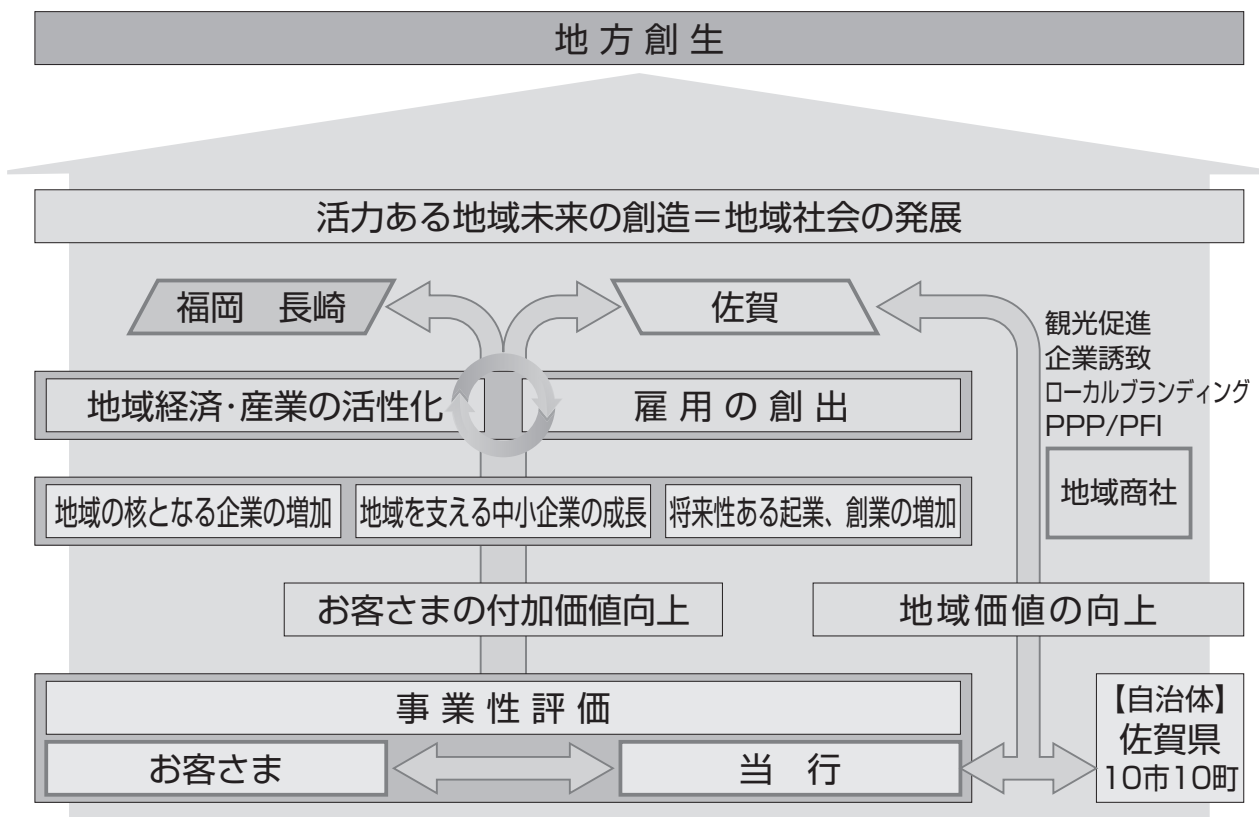 地方創生
活力ある地域未来の創造＝地域社会の発展
福岡　長崎
佐賀
観光促進
企業誘致
ローカルブランディング
PPP/PFI
地域商社
地域経済･産業の活性化
雇用の創出
地域の核となる企業の増加
地域を支える中小企業の成長
将来性ある起業、創業の増加
お客さまの付加価値向上
地域価値の向上
事業性評価
お客さま
当　行
【自治体】
佐賀県
10市10町